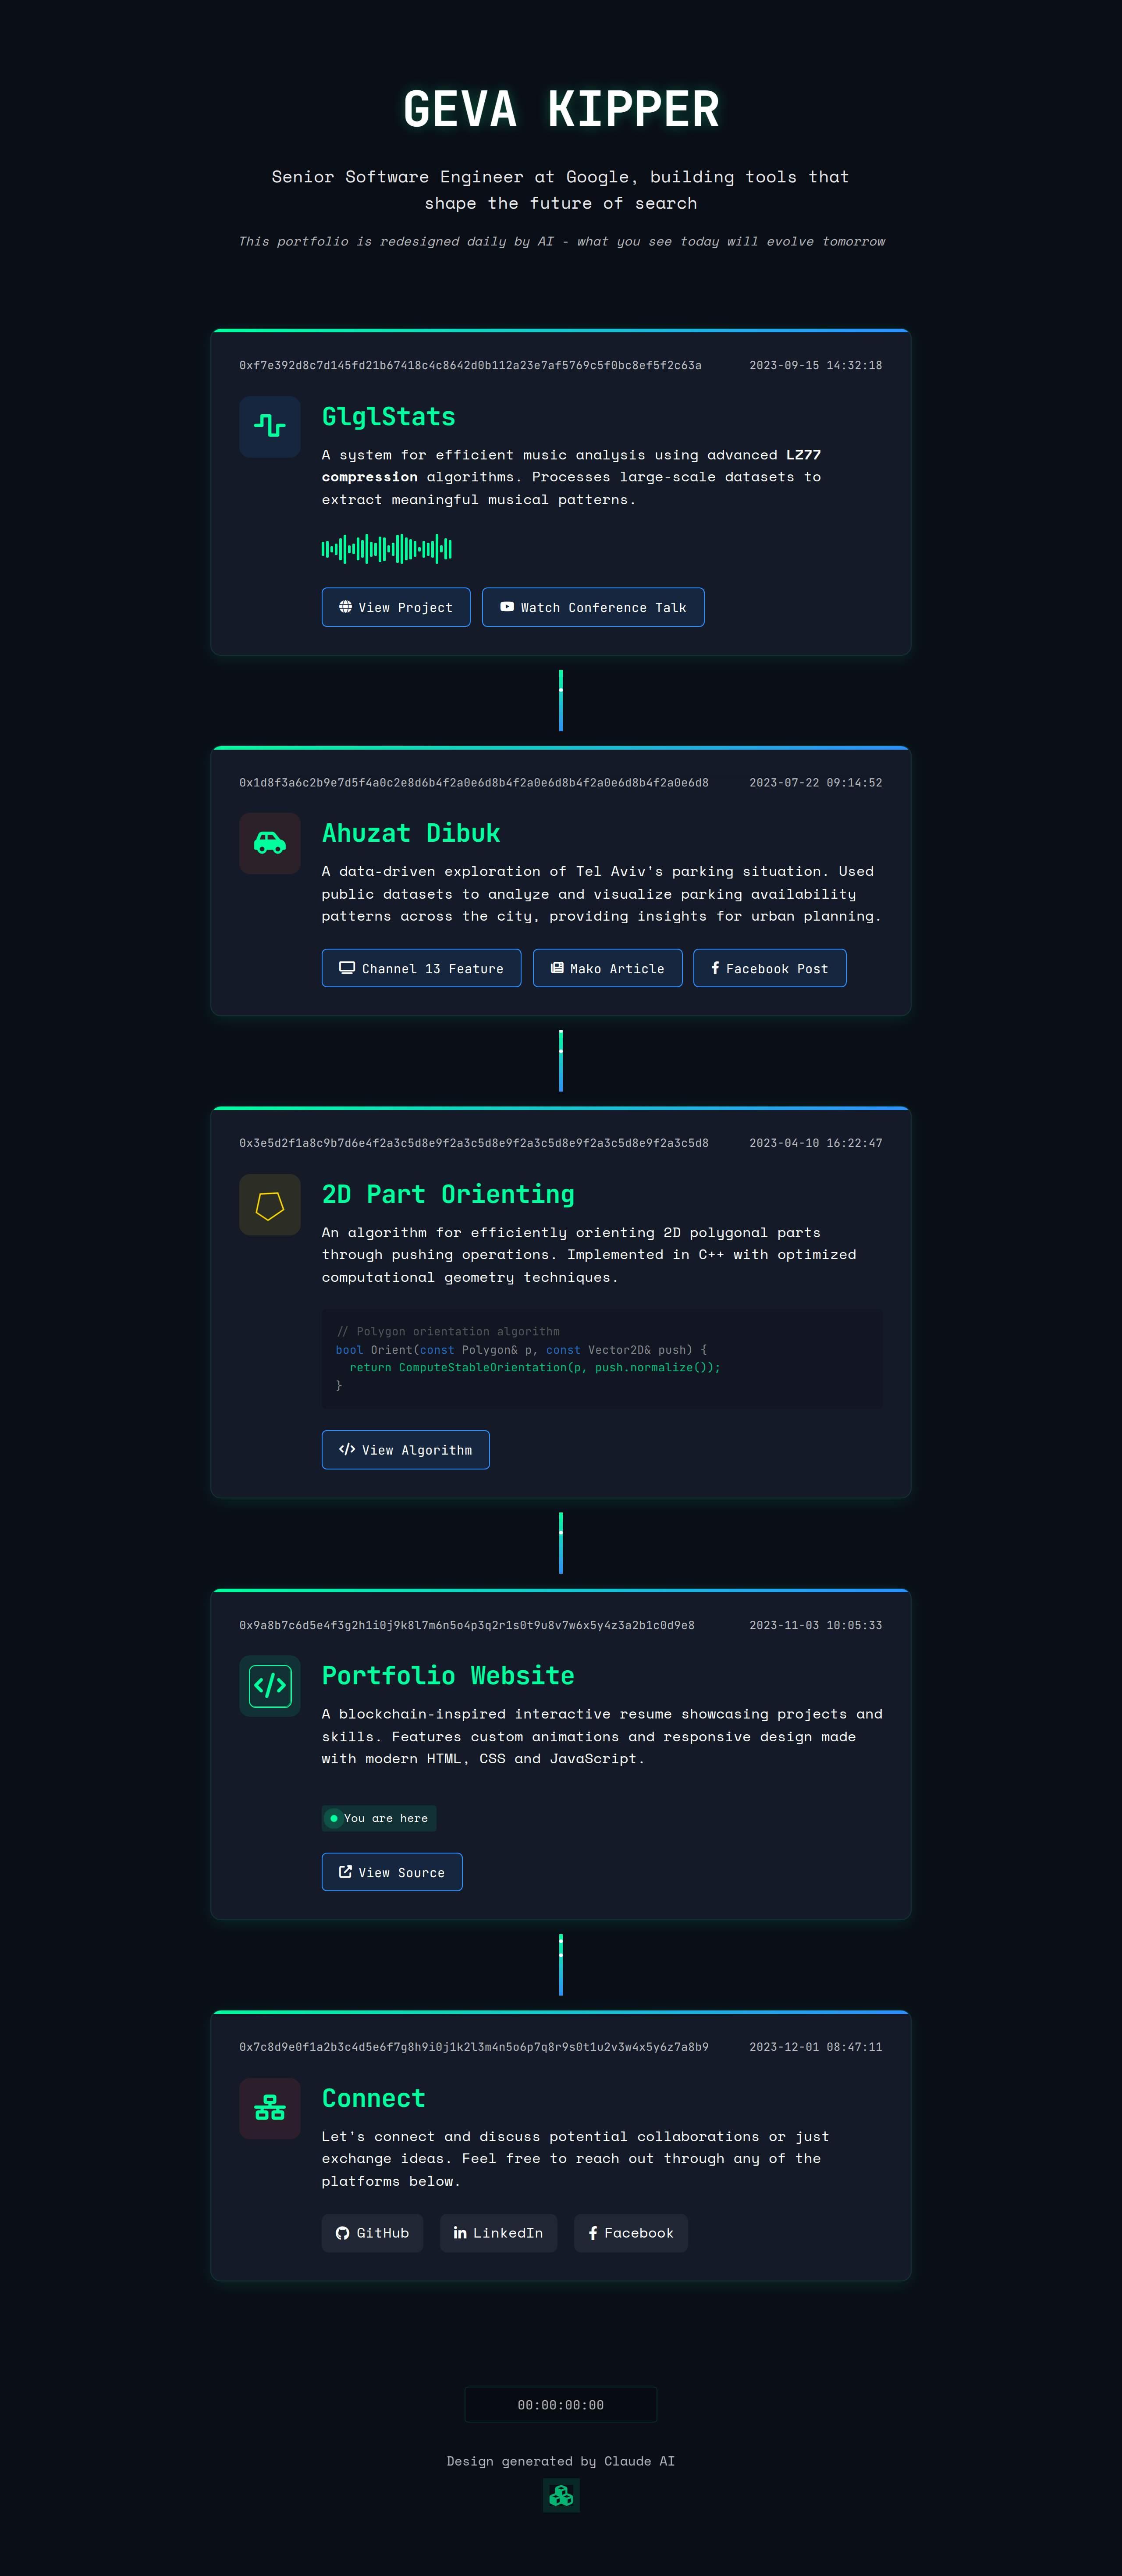 GEVA KIPPER
Senior Software Engineer at Google, building tools that
shape the future of search
This portfolio is redesigned daily by AI - what you see today will evolve tomorrow
0xf7e392d8c7d145fd21b67418c4c8642d0b112a23e7af5769c5f0bc8ef5f2c63a 2023-09-15 14:32:18
GlglStats
A system for efficient music analysis using advanced LZ77
compression algorithms. Processes large-scale datasets to
extract meaningful musical patterns.
View Project Watch Conference Talk
0x1d8f3a6c2b9e7d5f4a0c2e8d6b4f2a0e6d8b4f2a0e6d8b4f2a0e6d8b4f2a0e6d8 2023-07-22 09:14:52
Ahuzat Dibuk
A data-driven exploration of Tel Aviv's parking situation. Used
public datasets to analyze and visualize parking availability
patterns across the city, providing insights for urban planning.
Channel 13 Feature Mako Article Facebook Post
0x3e5d2f1a8c9b7d6e4f2a3c5d8e9f2a3c5d8e9f2a3c5d8e9f2a3c5d8e9f2a3c5d8 2023-04-10 16:22:47
2D Part Orienting
An algorithm for efficiently orienting 2D polygonal parts
through pushing operations. Implemented in C++ with optimized
computational geometry techniques.
// Polygon orientation algorithm
bool Orient(const Polygon& p, const Vector2D& push) {
return ComputeStableOrientation(p, push.normalize());
}
View Algorithm
0x9a8b7c6d5e4f3g2h1i0j9k8l7m6n5o4p3q2r1s0t9u8v7w6x5y4z3a2b1c0d9e8 2023-11-03 10:05:33
Portfolio Website
A blockchain-inspired interactive resume showcasing projects and
skills. Features custom animations and responsive design made
with modern HTML, CSS and JavaScript.
You are here
View Source
0x7c8d9e0f1a2b3c4d5e6f7g8h9i0j1k2l3m4n5o6p7q8r9s0t1u2v3w4x5y6z7a8b9 2023-12-01 08:47:11
Connect
Let's connect and discuss potential collaborations or just
exchange ideas. Feel free to reach out through any of the
platforms below.
GitHub LinkedIn Facebook
00:00:00:00
Design generated by Claude AI